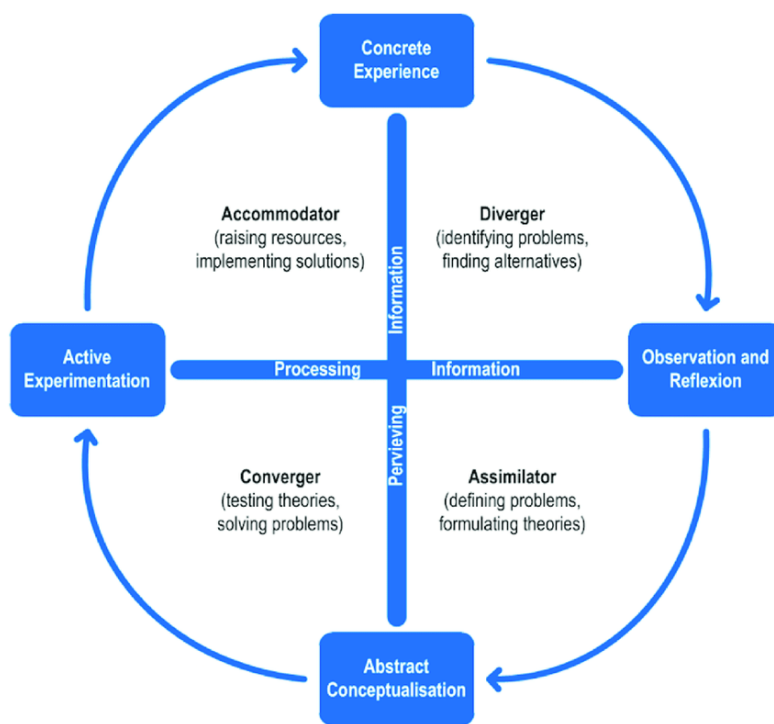 Concrete
Experience
Accommodator
(raising resources,
implementing solutions)
Diverger
(identifying problems,
finding alternatives)
Information
Active
Experimentation
Processing
Information
Observation and
Reflexion
Pervieving
Converger
(testing theories,
solving problems)
Assimilator
(defining problems,
formulating theories)
Abstract
Conceptualisation